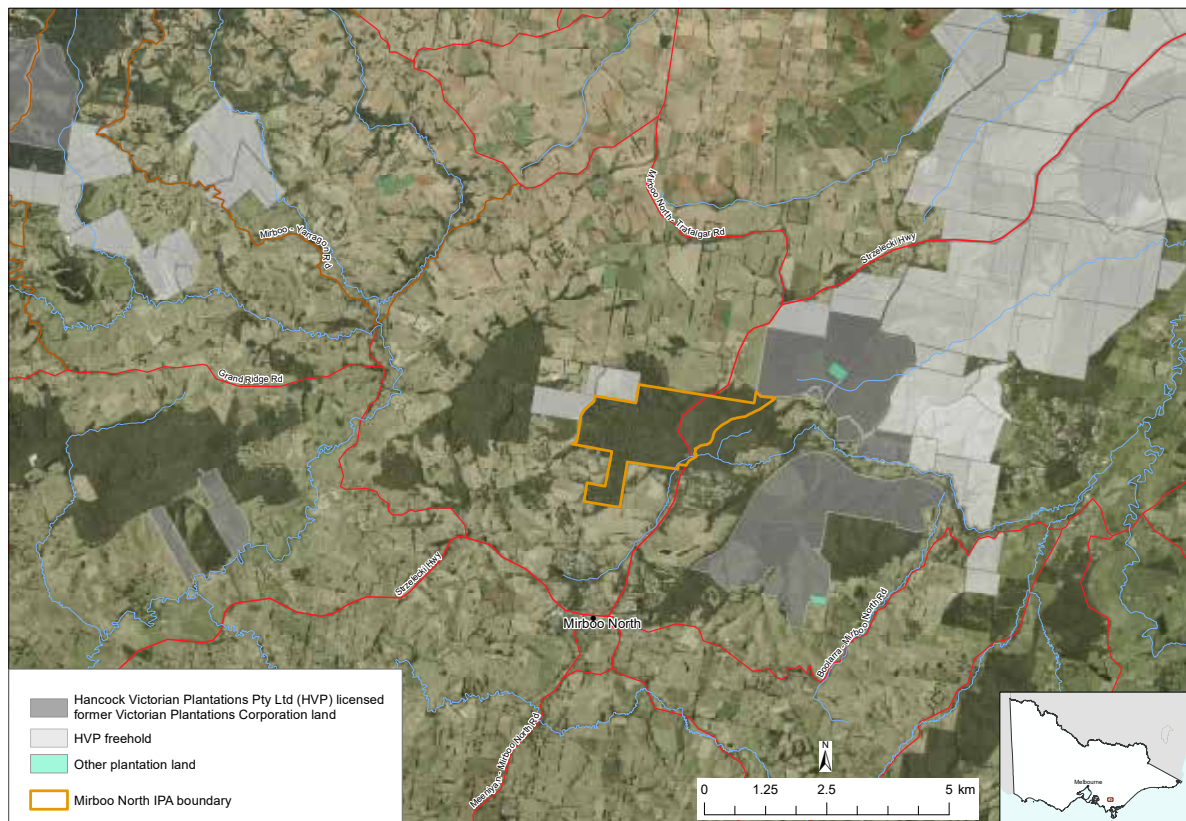 Mirboo North - Trafalgar Rd
Mirboo - Yarragon Rd
Strzelecki Hwy
Grand Ridge Rd
Strzelecki Hwy
Mirboo North
Boolarra - Mirboo North Rd
Meeniyan - Mirboo North Rd
Hancock Victorian Plantations Pty Ltd (HVP) licensed
former Victorian Plantations Corporation land
HVP freehold
Other plantation land
Mirboo North IPA boundary
N
0 1.25 2.5 5 km
Melbourne